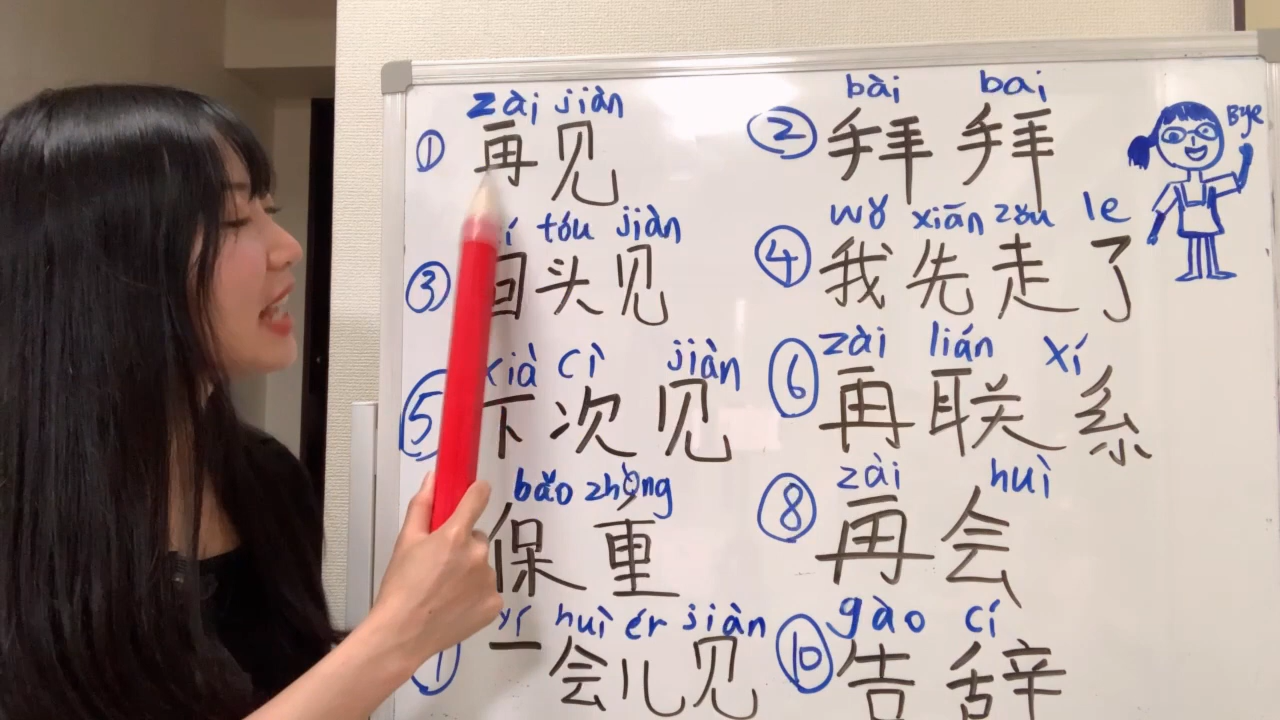 zài jiàn
① 再见
bài bai
② 拜拜
Bye
tóu jiàn
③ 回头见
wǒ xiān zǒu le
④ 我先走了
xià cì jiàn
⑤ 下次见
zài lián xí
⑥ 再联系
bǎo zhòng
保重
zài huì
⑧ 再会
yí huì ér jiàn
一会儿见
gào cí
⑩ 告辞